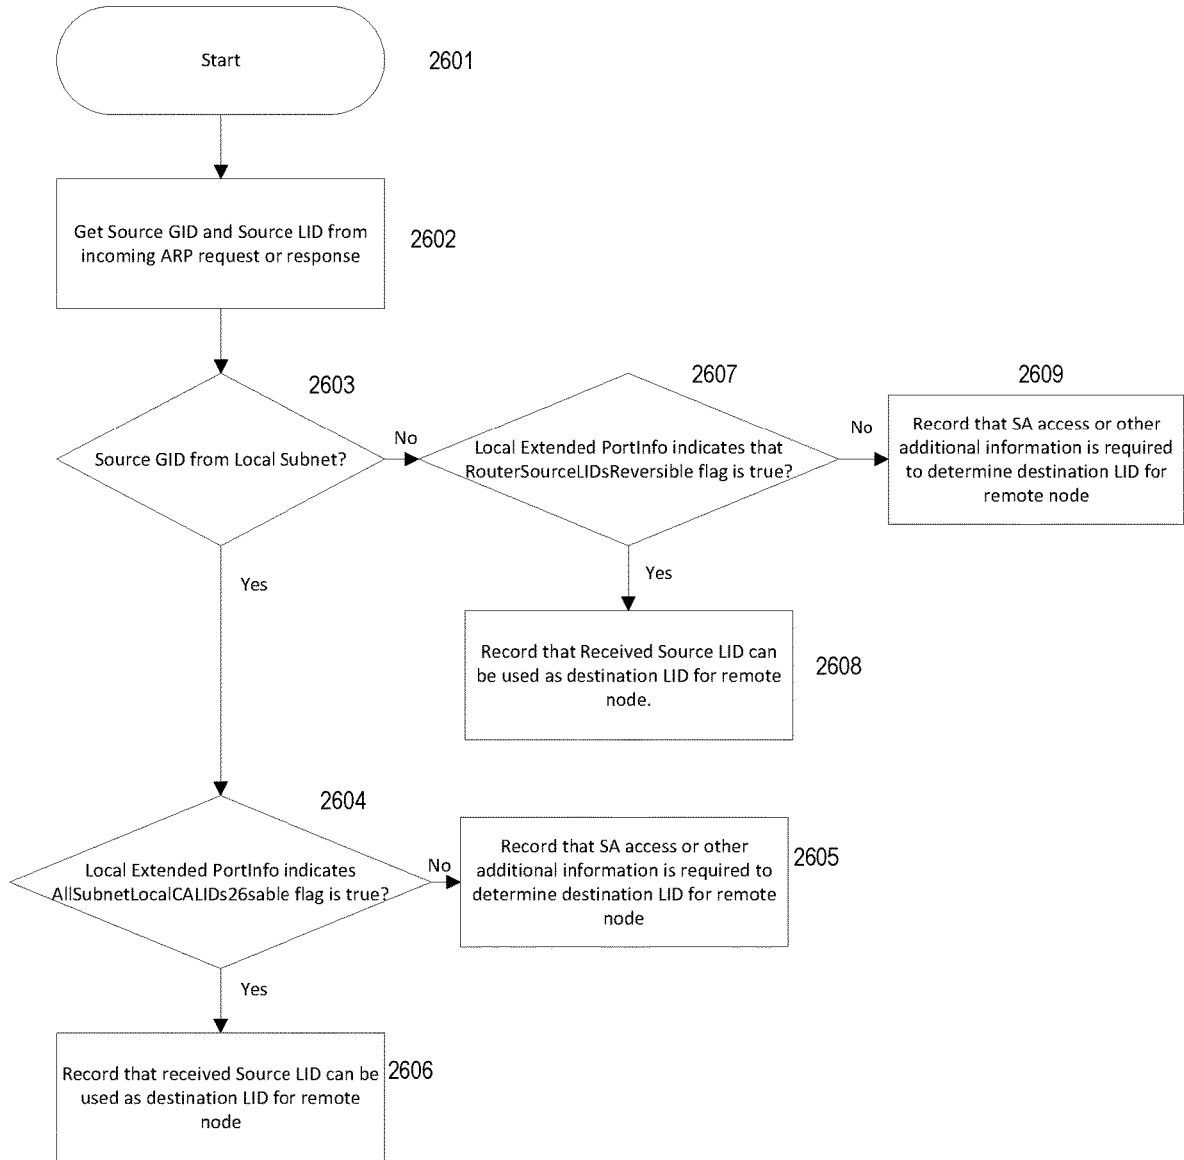 Start
2601
Get Source GID and Source LID from
incoming ARP request or response
2602
2603
Source GID from Local Subnet?
No
Yes
2607
Local Extended PortInfo indicates that
RouterSourceLIDsReversible flag is true?
No
Yes
2609
Record that SA access or other
additional information is required
to determine destination LID for
remote node
Record that Received Source LID can
be used as destination LID for remote
node.
2608
2604
Local Extended PortInfo indicates
AllSubnetLocalCALIDs26sable flag is true?
No
Yes
Record that SA access or other
additional information is required to
determine destination LID for remote
node
2605
Record that received Source LID can be
used as destination LID for remote
node
2606